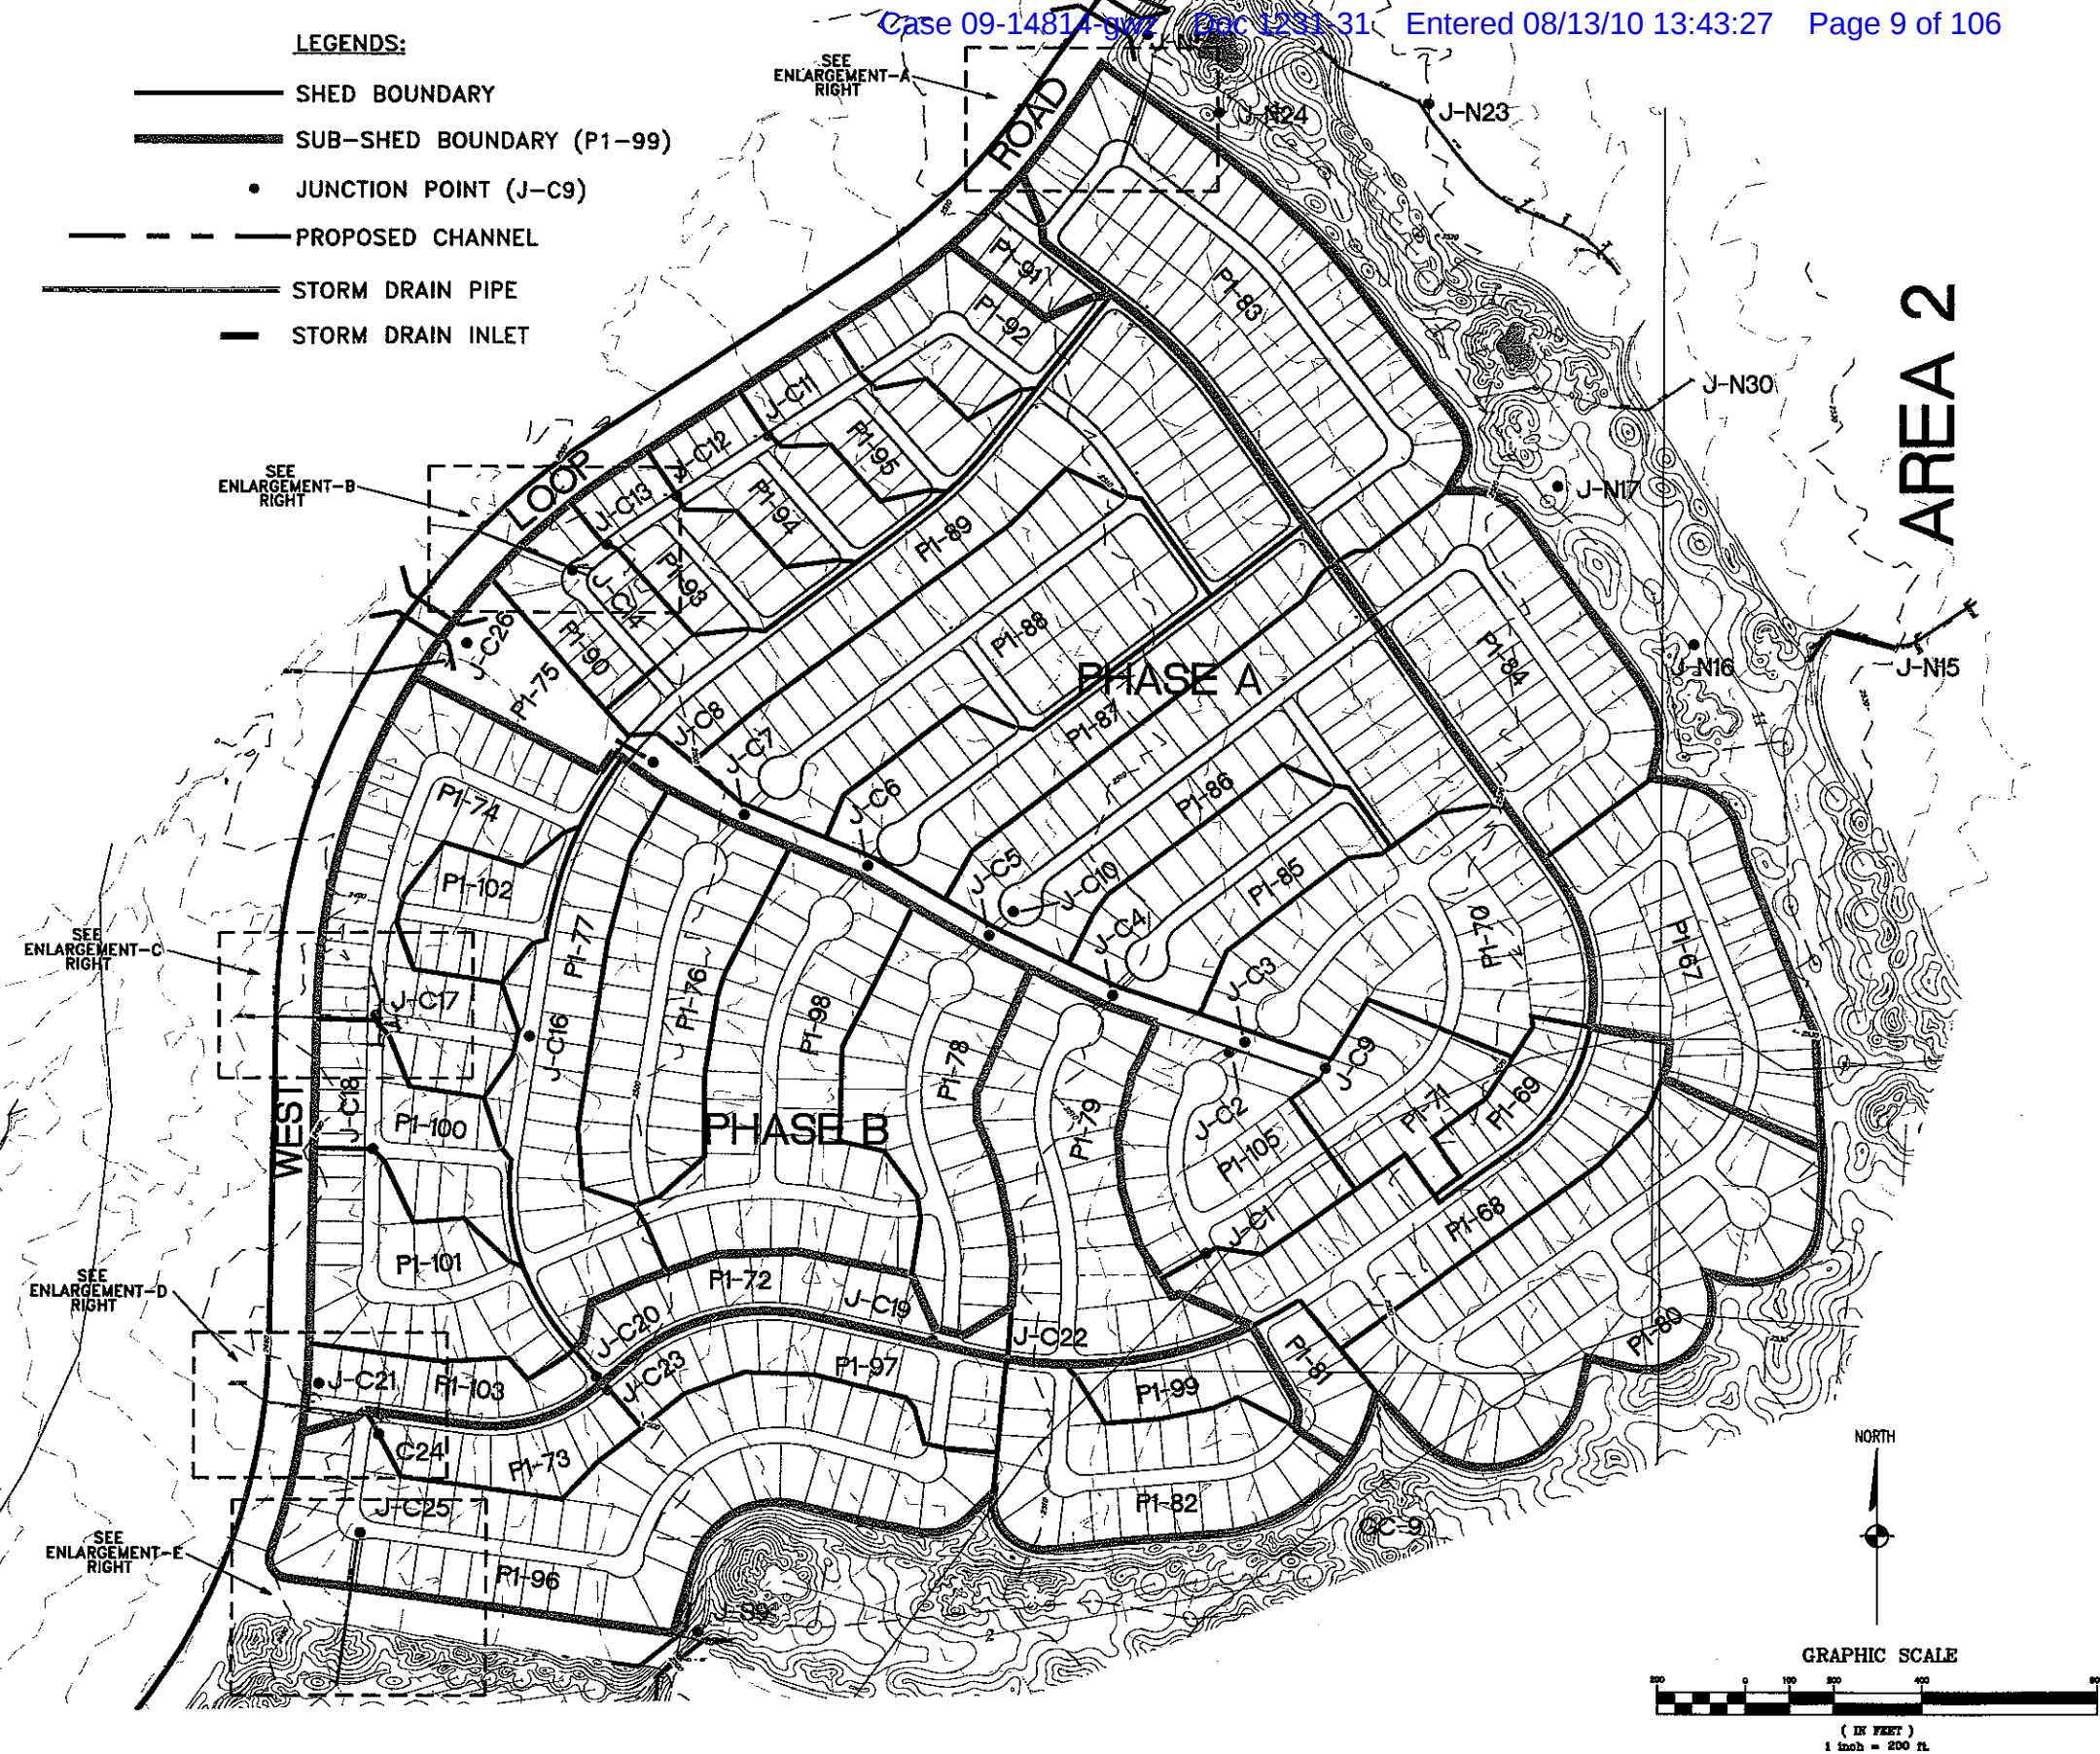 Case 09-14814-gwz Doc 1231-31 Entered 08/13/10 13:43:27 Page 9 of 106
LEGENDS:
SHED BOUNDARY
SUB-SHED BOUNDARY (P1-99)
JUNCTION POINT (J-C9)
PROPOSED CHANNEL
STORM DRAIN PIPE
STORM DRAIN INLET
SEE
ENLARGEMENT-A
RIGHT
ROAD
J-N24
J-N23
P1-91
P1-83
P1-92
AREA 2
J-N30
J-C11
J-C12
P1-95
SEE
ENLARGEMENT-B
RIGHT
LOOP
J-C13
P1-94
P1-89
J-N17
P1-93
J-C14
P1-90
J-C26
P1-75
P1-88
PHASE A
P1-84
J-N16
J-N15
J-C8
J-C7
P1-87
J-C6
P1-86
P1-74
P1-102
J-C5
J-C10
P1-85
J-C4
P1-70
P1-67
SEE
ENLARGEMENT-C
RIGHT
P1-77
P1-76
P1-98
J-C3
J-C17
J-C16
J-C18
P1-78
P1-79
J-C9
J-C2
P1-71
P1-69
WEST
P1-100
PHASE B
P1-105
J-C1
P1-68
P1-101
P1-72
SEE
ENLARGEMENT-D
RIGHT
J-C19
J-C20
J-C22
P1-80
P1-81
J-C21
P1-103
J-C23
P1-97
P1-99
C24
P1-73
J-C25
P1-82
GC-9
SEE
ENLARGEMENT-E
RIGHT
P1-96
J-S9
NORTH
GRAPHIC SCALE
200 0 100 200 400
( IN FEET )
1 inch = 200 ft.